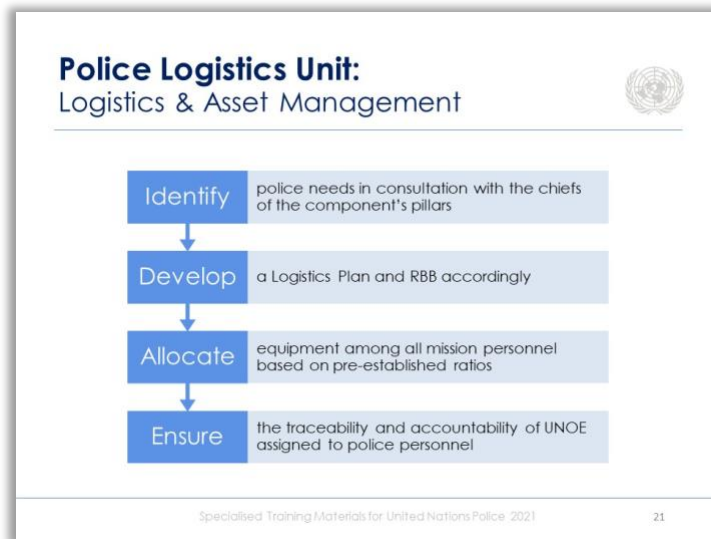 Police Logistics Unit:
Logistics & Asset Management
Identify
police needs in consultation with the chiefs
of the component's pillars
Develop
a Logistics Plan and RBB accordingly
Allocate
equipment among all mission personnel
based on pre-established ratios
Ensure
the traceability and accountability of UNOE
assigned to police personnel
Specialised Training Materials for United Nations Police 2021
21